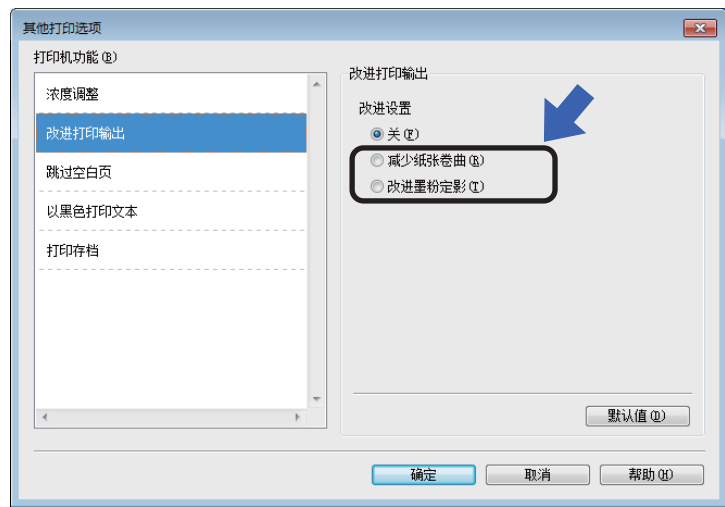 其他打印选项
打印机功能(B)
浓度调整
改进打印输出
跳过空白页
以黑色打印文本
打印存档
改进打印输出
改进设置
关(F)
减少纸张卷曲(R)
改进墨粉定影(T)
默认值(D)
确定
取消
帮助(H)